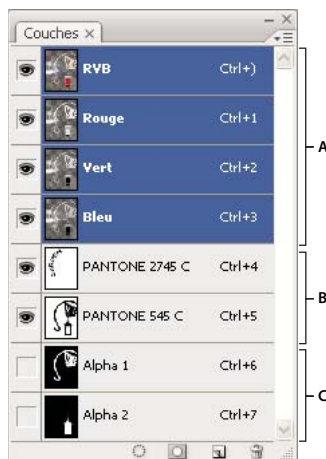 Couches ×
RVB Ctrl+)
Rouge Ctrl+1
Vert Ctrl+2
Bleu Ctrl+3
A
PANTONE 2745 C Ctrl+4
PANTONE 545 C Ctrl+5
B
Alpha 1 Ctrl+6
Alpha 2 Ctrl+7
C